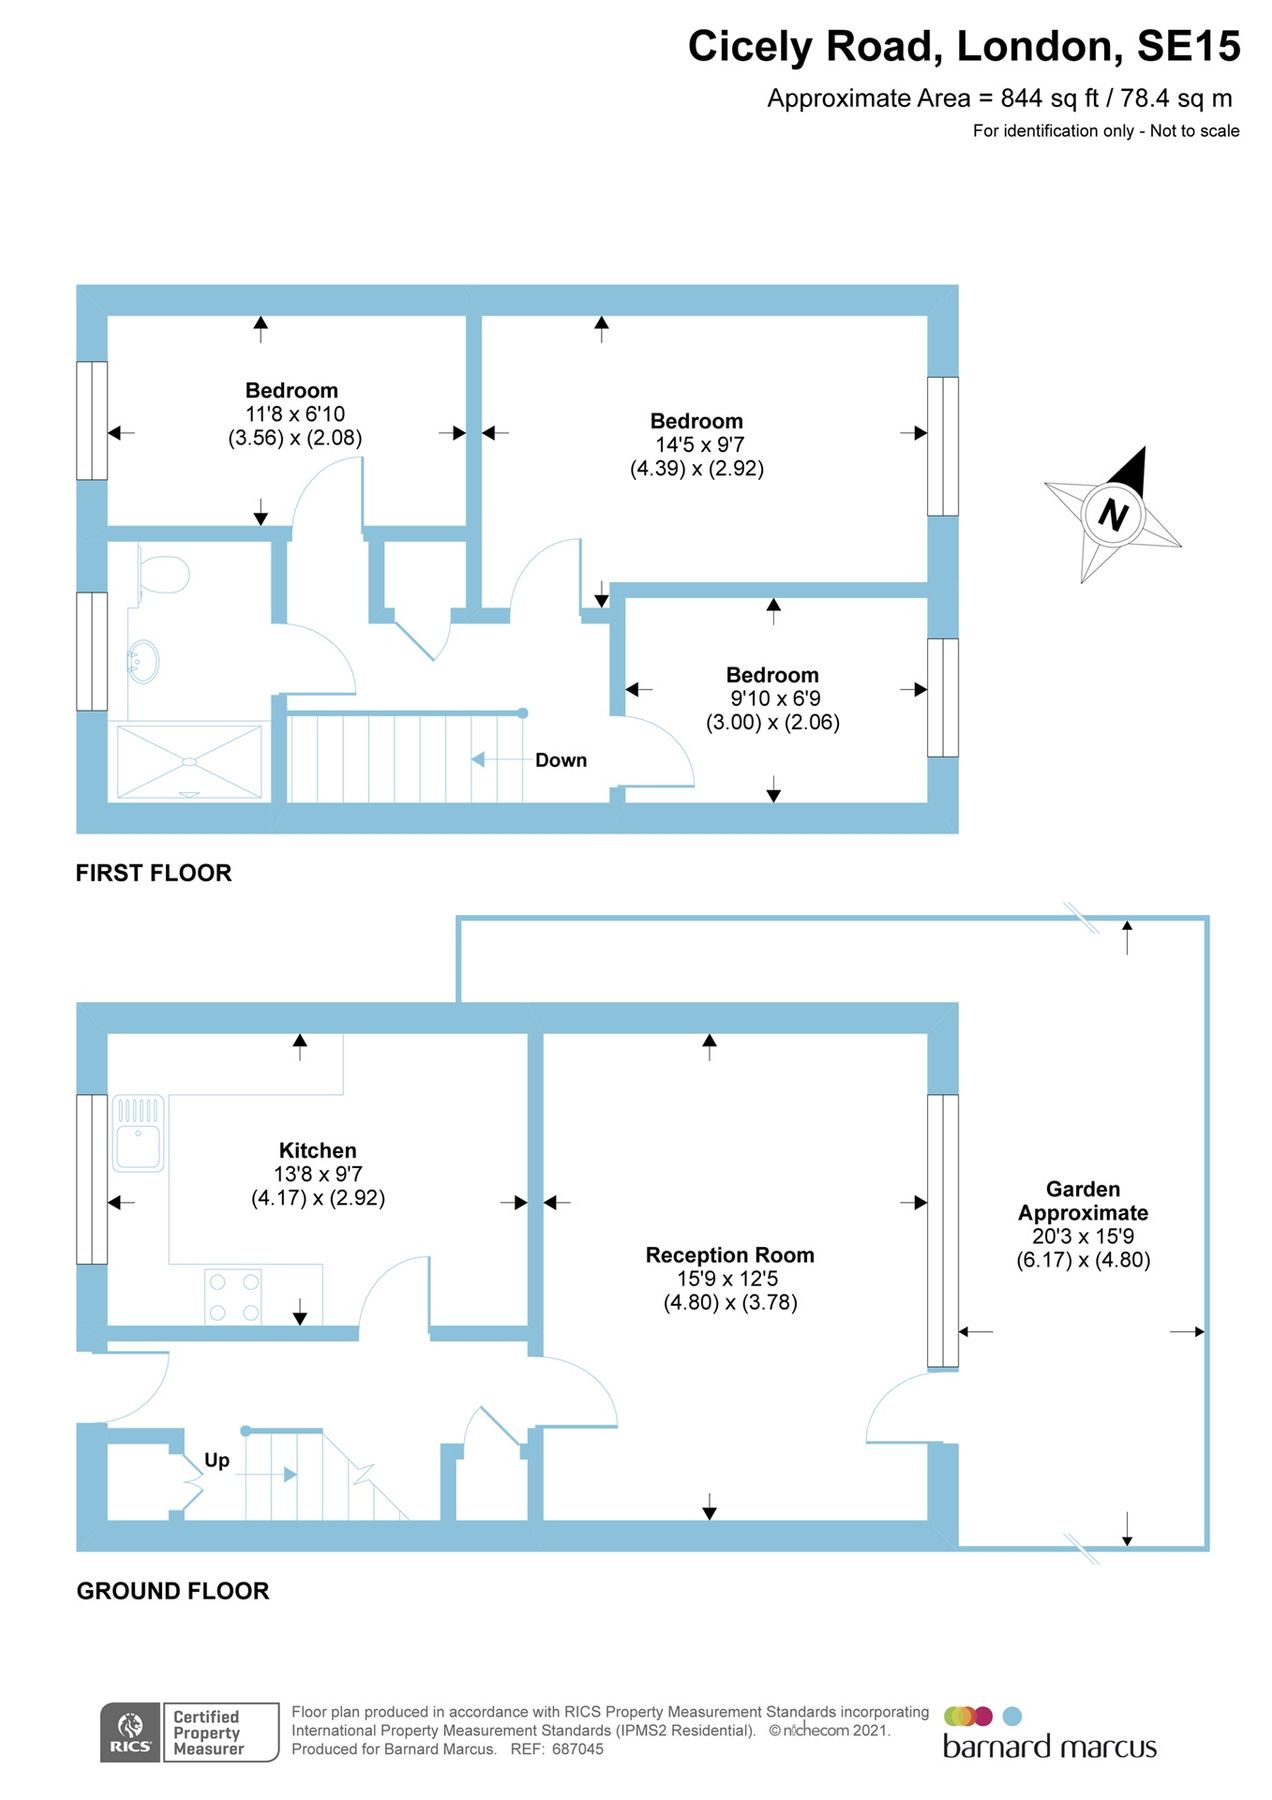 Cicely Road, London, SE15
Approximate Area = 844 sq ft / 78.4 sq m
For identification only - Not to scale
Bedroom
11'8 x 6'10
(3.56) x (2.08)
Bedroom
14'5 x 9'7
(4.39) x (2.92)
N
Bedroom
9'10 x 6'9
(3.00) x (2.06)
Down
FIRST FLOOR
Kitchen
13'8 x 9'7
(4.17) x (2.92)
Reception Room
15'9 x 12'5
(4.80) x (3.78)
Garden
Approximate
20'3 x 15'9
(6.17) x (4.80)
Up
GROUND FLOOR
RICS
Certified
Property
Measurer
Floor plan produced in accordance with RICS Property Measurement Standards incorporating
International Property Measurement Standards (IPMS2 Residential). © nichecom 2021.
Produced for Barnard Marcus. REF: 687045
barnard marcus